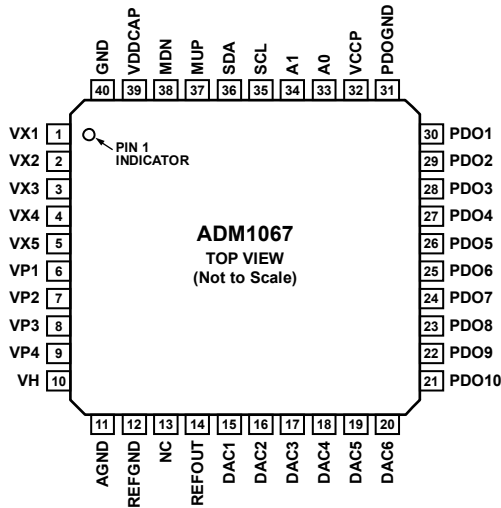 GND
VDDCAP
MDN
MUP
SDA
SCL
A1
A0
VCCP
PDOGND
40
39
38
37
36
35
34
33
32
31
VX1 1
VX2 2
VX3 3
VX4 4
VX5 5
VP1 6
VP2 7
VP3 8
VP4 9
VH 10
PIN 1
INDICATOR
ADM1067
TOP VIEW
(Not to Scale)
30 PDO1
29 PDO2
28 PDO3
27 PDO4
26 PDO5
25 PDO6
24 PDO7
23 PDO8
22 PDO9
21 PDO10
11
12
13
14
15
16
17
18
19
20
AGND
REFGND
NC
REFOUT
DAC1
DAC2
DAC3
DAC4
DAC5
DAC6